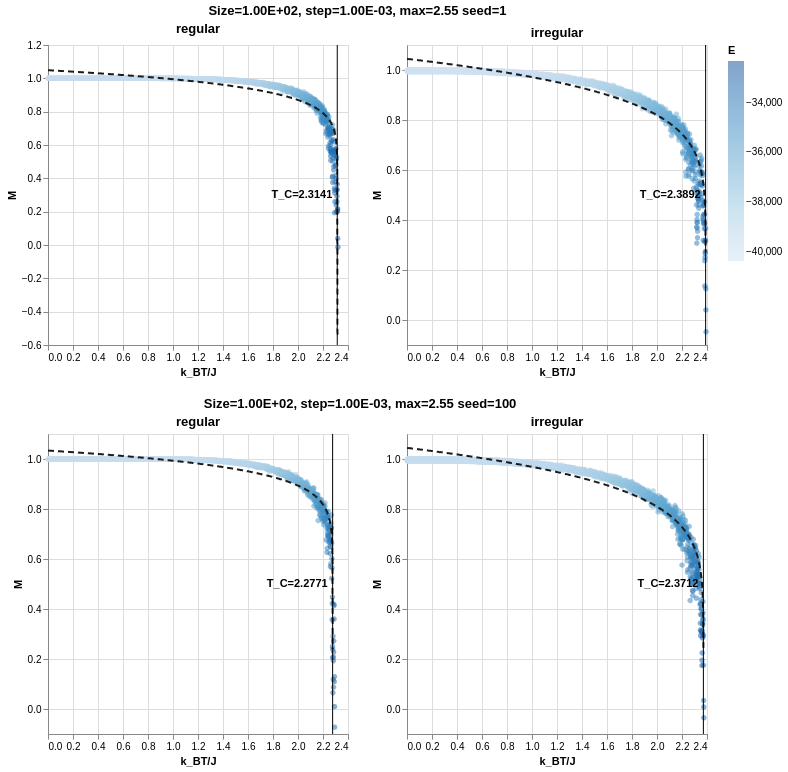 Size=1.00E+02, step=1.00E-03, max=2.55 seed=1
regular
irregular
E
1.2
1.0
0.8
0.6
0.4
0.2
0.0
−0.2
−0.4
−0.6
M
T_C=2.3141
0.0 0.2 0.4 0.6 0.8 1.0 1.2 1.4 1.6 1.8 2.0 2.2 2.4
k_BT/J
1.0
0.8
0.6
0.4
0.2
0.0
M
T_C=2.3892
0.0 0.2 0.4 0.6 0.8 1.0 1.2 1.4 1.6 1.8 2.0 2.2 2.4
k_BT/J
−34,000
−36,000
−38,000
−40,000
Size=1.00E+02, step=1.00E-03, max=2.55 seed=100
regular
irregular
1.0
0.8
0.6
0.4
0.2
0.0
M
T_C=2.2771
0.0 0.2 0.4 0.6 0.8 1.0 1.2 1.4 1.6 1.8 2.0 2.2 2.4
k_BT/J
1.0
0.8
0.6
0.4
0.2
0.0
M
T_C=2.3712
0.0 0.2 0.4 0.6 0.8 1.0 1.2 1.4 1.6 1.8 2.0 2.2 2.4
k_BT/J